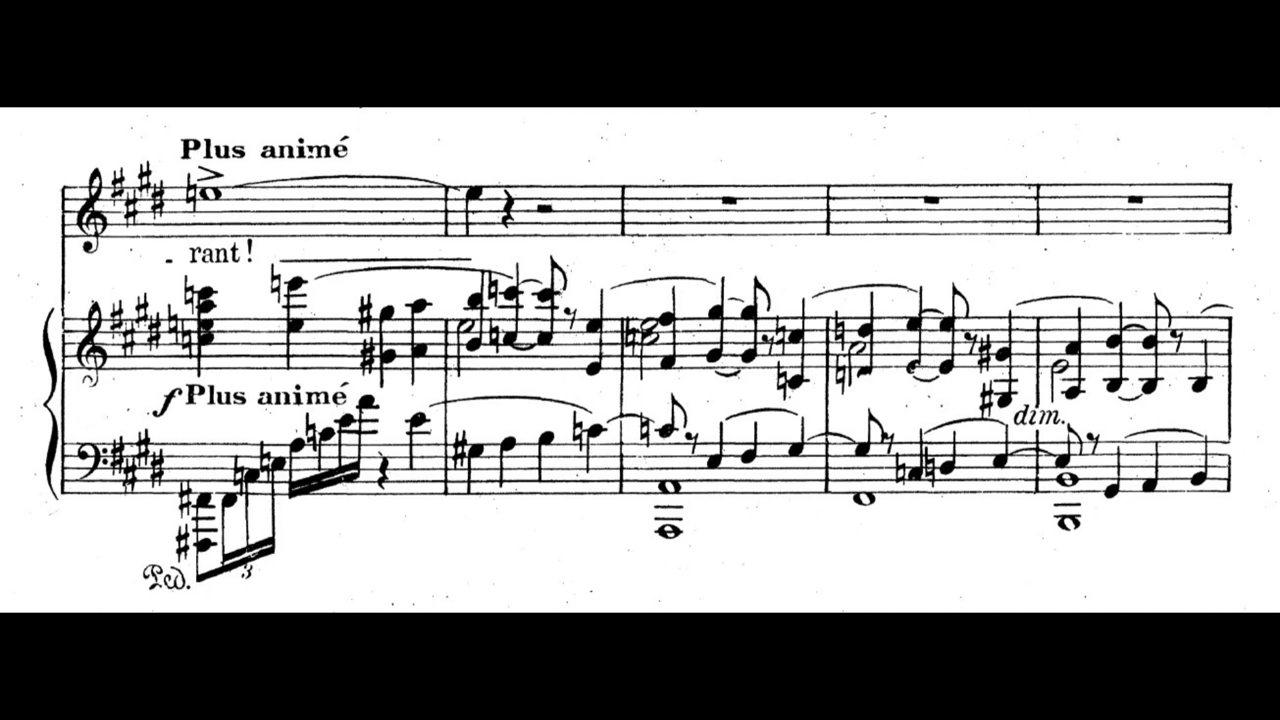 Plus animé
- rant!
f Plus animé
dim.
3
Ped.